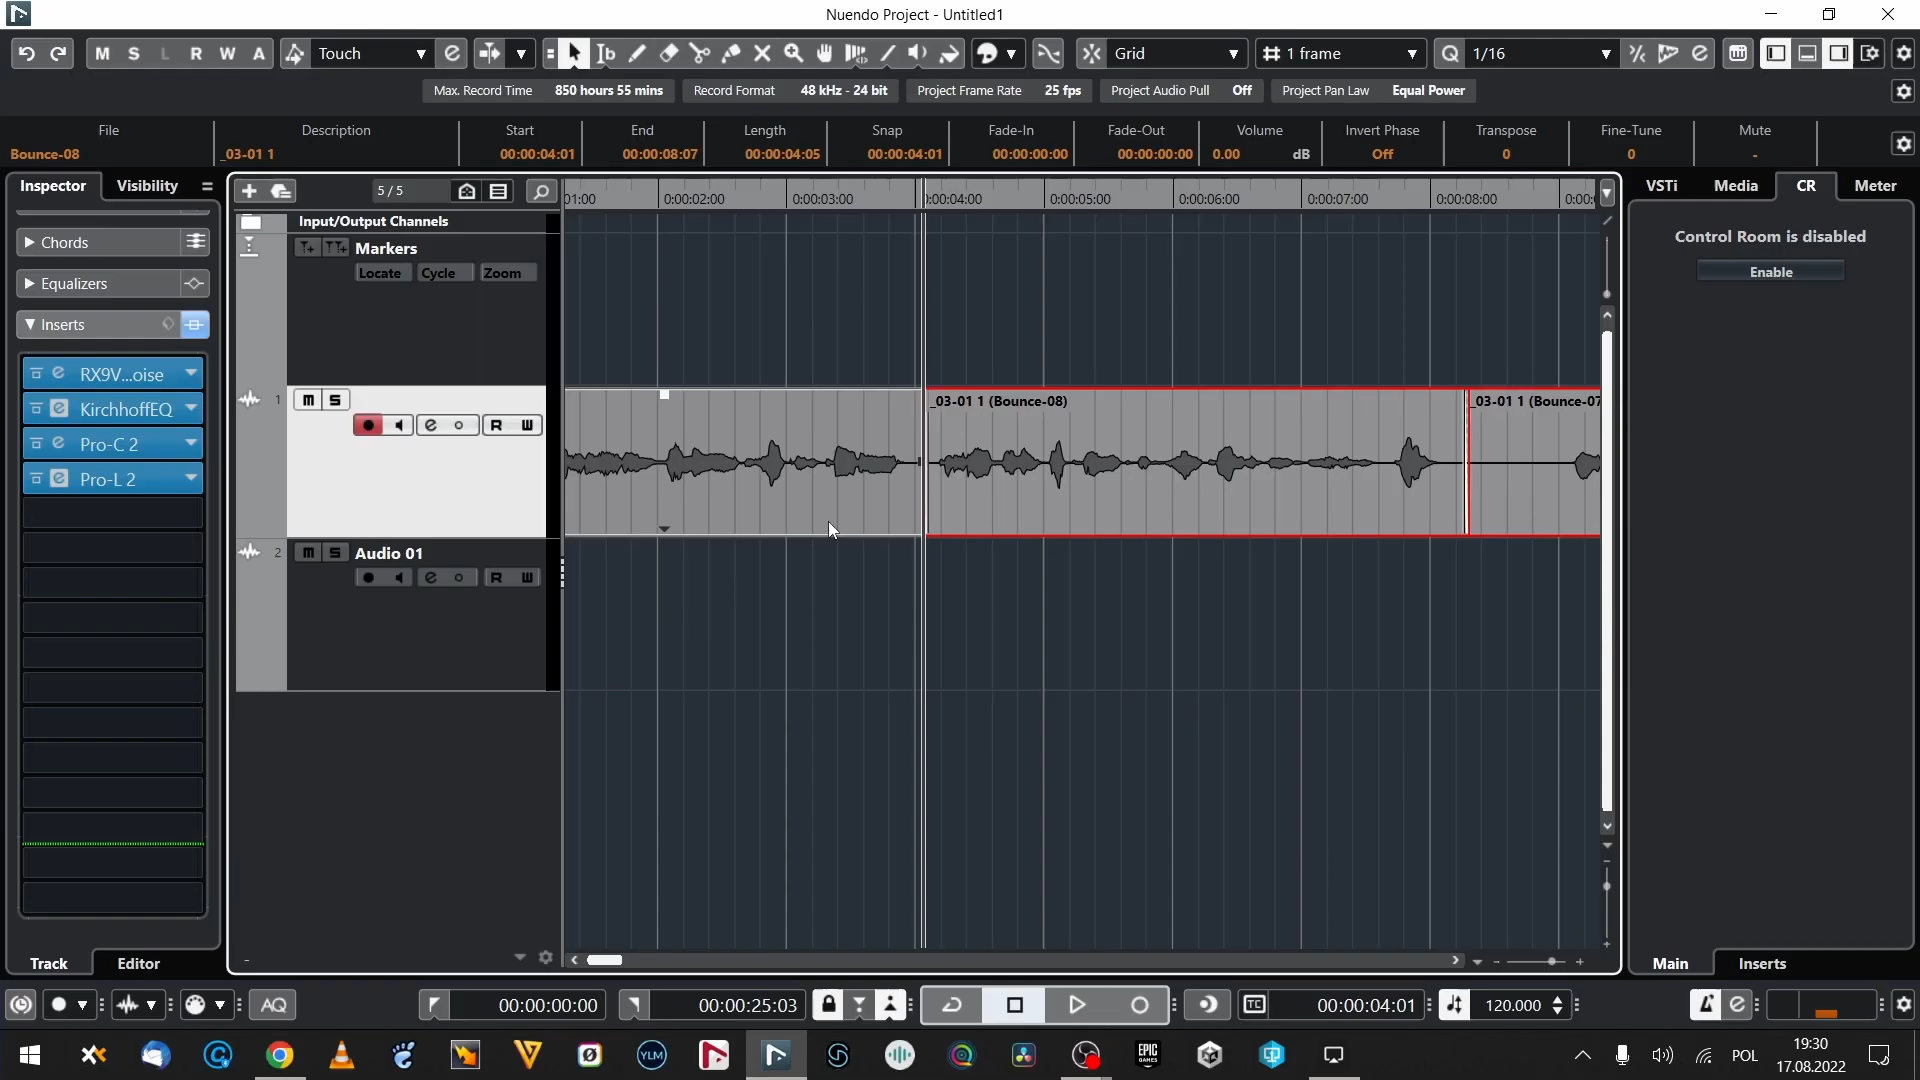 Nuendo Project - Untitled1
M S L R W A Touch Grid 1 frame 1/16
Max. Record Time 850 hours 55 mins Record Format 48 kHz - 24 bit Project Frame Rate 25 fps Project Audio Pull Off Project Pan Law Equal Power
File Description Start End Length Snap Fade-In Fade-Out Volume Invert Phase Transpose Fine-Tune Mute
Bounce-08 _03-01 1 00:00:04:01 00:00:08:07 00:00:04:05 00:00:04:01 00:00:00:00 00:00:00:00 0.00 dB Off 0 0 -
Inspector Visibility
5 / 5
0:00:02:00 0:00:03:00 0:00:04:00 0:00:05:00 0:00:06:00 0:00:07:00 0:00:08:00
VSTi Media CR Meter
Input/Output Channels
Chords
Markers
Locate Cycle Zoom
Control Room is disabled
Enable
Equalizers
Inserts
RX9V...oise
KirchhoffEQ
Pro-C 2
Pro-L 2
1 m S
R W
_03-01 1 (Bounce-08) _03-01 1 (Bounce-07
2 m S Audio 01
R W
Track Editor
Main Inserts
AQ 00:00:00:00 00:00:25:03 TC 00:00:04:01 120.000
YLM EPIC GAMES POL
19:30
17.08.2022